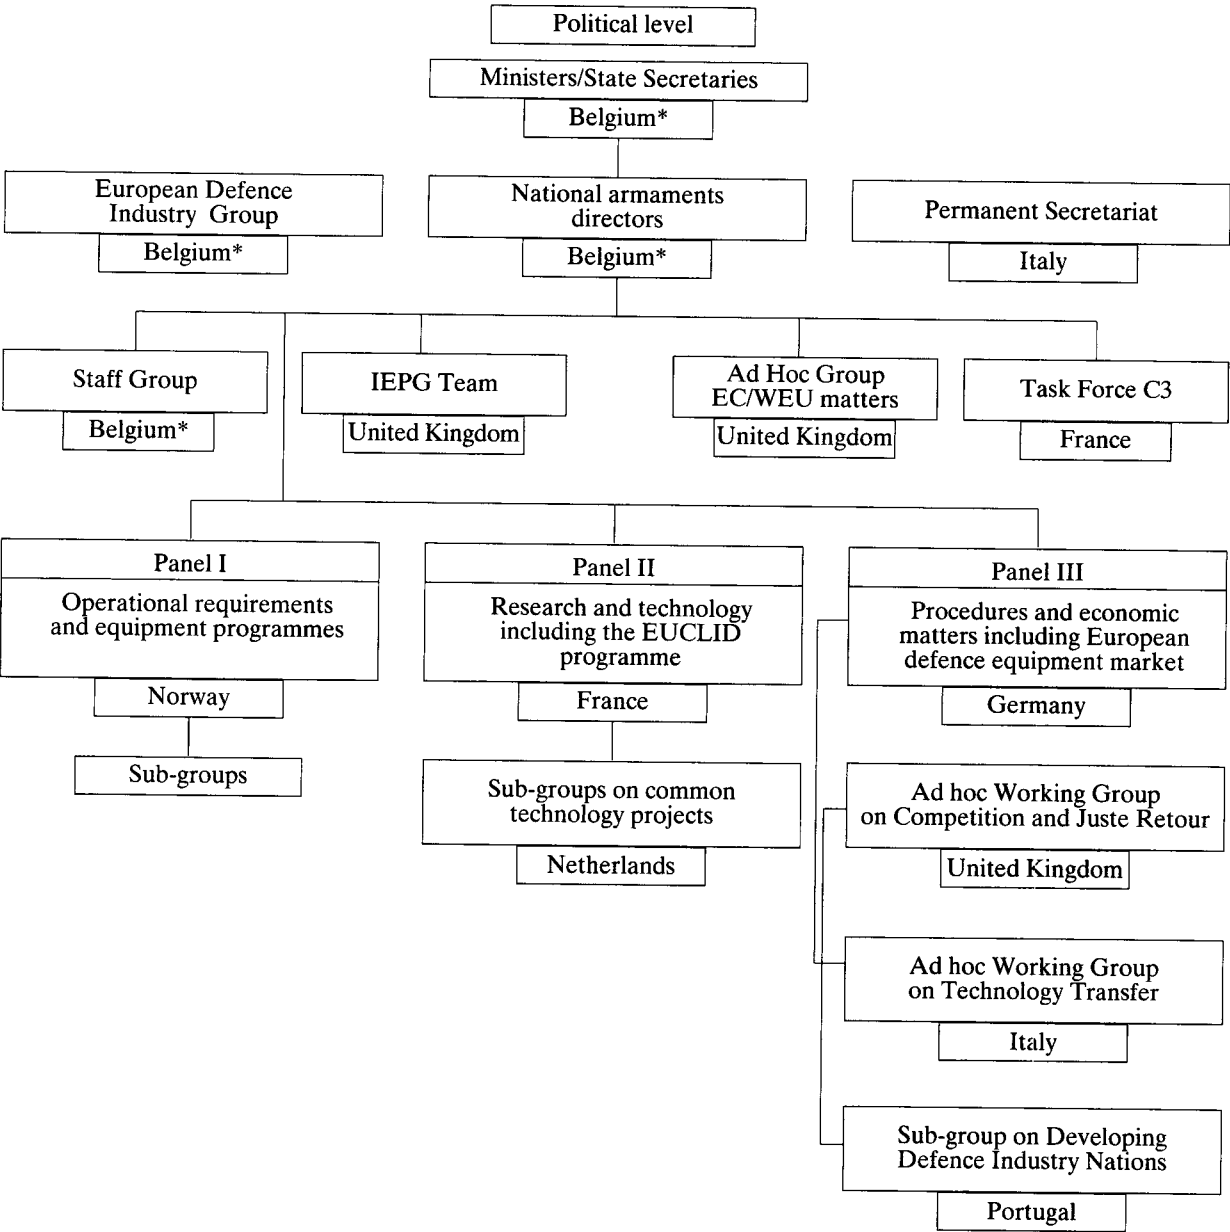 Political level
Ministers/State Secretaries
Belgium*
European Defence
Industry Group
Belgium*
National armaments
directors
Belgium*
Permanent Secretariat
Italy
Staff Group
Belgium*
IEPG Team
United Kingdom
Ad Hoc Group
EC/WEU matters
United Kingdom
Task Force C3
France
Panel I
Operational requirements
and equipment programmes
Norway
Sub-groups
Panel II
Research and technology
including the EUCLID
programme
France
Sub-groups on common
technology projects
Netherlands
Panel III
Procedures and economic
matters including European
defence equipment market
Germany
Ad hoc Working Group
on Competition and Juste Retour
United Kingdom
Ad hoc Working Group
on Technology Transfer
Italy
Sub-group on Developing
Defence Industry Nations
Portugal